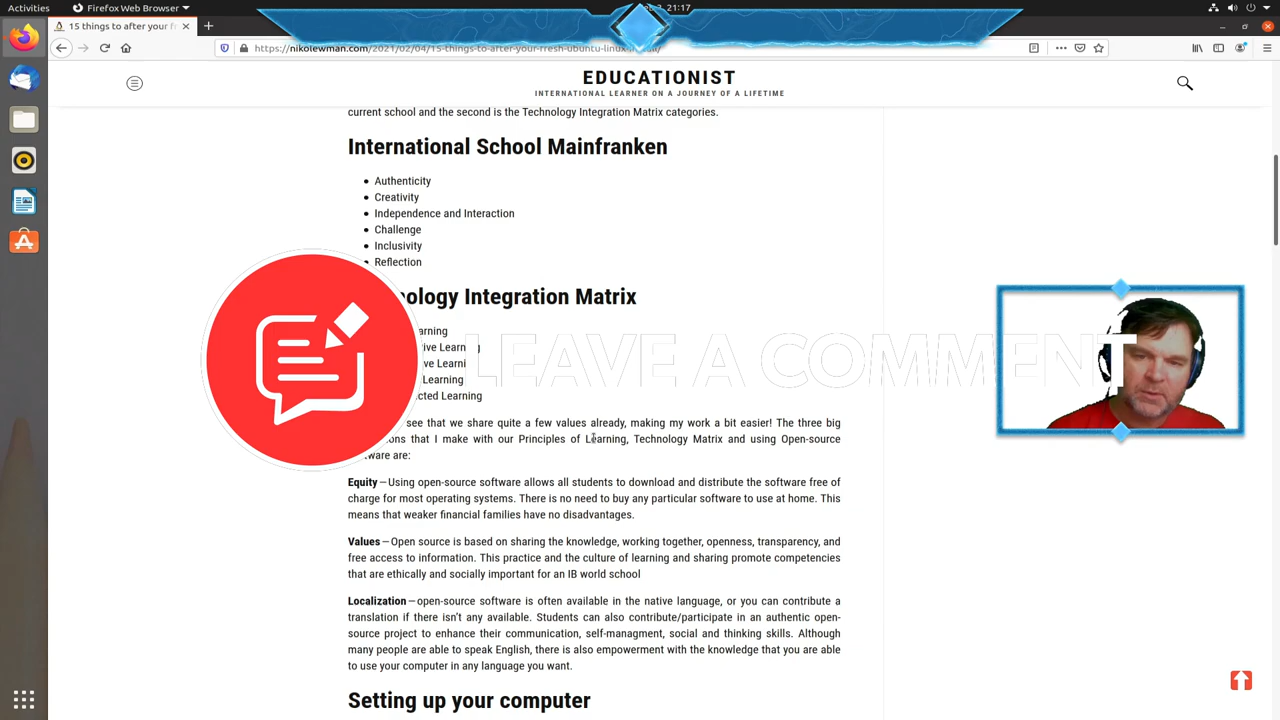 Activities
Firefox Web Browser
21:17
15 things to after your fr
https://nikolewman.com/2021/02/04/15-things-to-after-your-fresh-ubuntu-linux-install/
EDUCATIONIST
INTERNATIONAL LEARNER ON A JOURNEY OF A LIFETIME
current school and the second is the Technology Integration Matrix categories.
International School Mainfranken
Authenticity
Creativity
Independence and Interaction
Challenge
Inclusivity
Reflection
nology Integration Matrix
arning
ive Learning
ive Learni
Learning
cted Learning
LEAVE A COMMENT
see that we share quite a few values already, making my work a bit easier! The three big
ons that I make with our Principles of Learning, Technology Matrix and using Open-source
tware are:
Equity — Using open-source software allows all students to download and distribute the software free of
charge for most operating systems. There is no need to buy any particular software to use at home. This
means that weaker financial families have no disadvantages.
Values — Open source is based on sharing the knowledge, working together, openness, transparency, and
free access to information. This practice and the culture of learning and sharing promote competencies
that are ethically and socially important for an IB world school
Localization — open-source software is often available in the native language, or you can contribute a
translation if there isn't any available. Students can also contribute/participate in an authentic open-
source project to enhance their communication, self-managment, social and thinking skills. Although
many people are able to speak English, there is also empowerment with the knowledge that you are able
to use your computer in any language you want.
Setting up your computer